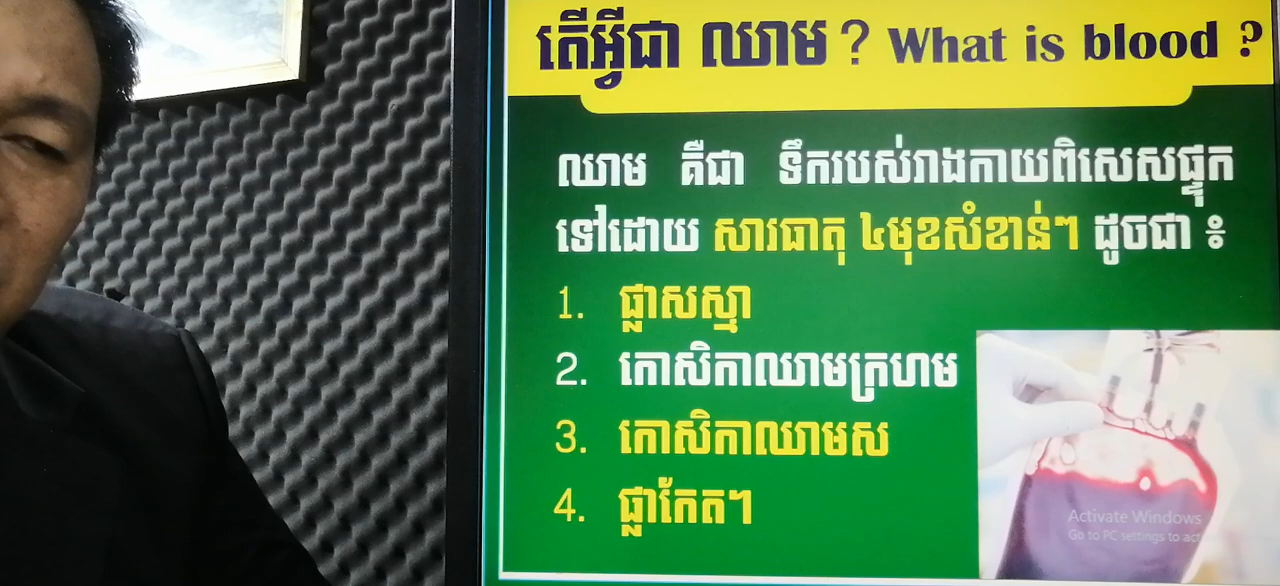 តើអ្វីជា ឈាម ? What is blood ?
ឈាម គឺជា ទឹករបស់រាងកាយពិសេសផ្ទុក
ទៅដោយ សារធាតុ ៤មុខសំខាន់ៗ ដូចជា ៖
1. ផ្លាសស្មា
2. កោសិកាឈាមក្រហម
3. កោសិកាឈាមស
4. ផ្លាកែត។
Activate Windows
Go to PC settings to act